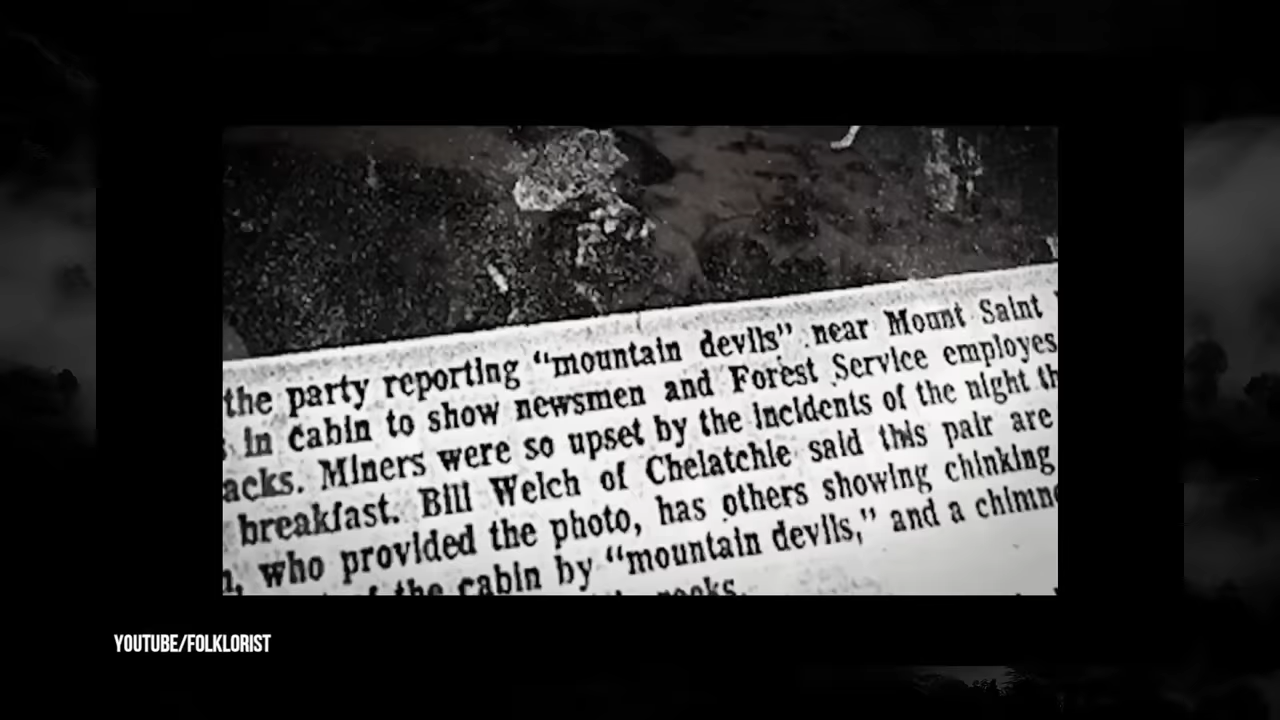 the party reporting “mountain devils” near Mount Saint
in cabin to show newsmen and Forest Service employes
acks. Miners were so upset by the incidents of the night th
breakfast. Bill Welch of Chelatchie said this pair are
, who provided the photo, has others showing chinking
the cabin by “mountain devils,” and a chimn
rocks.
YOUTUBE/FOLKLORIST